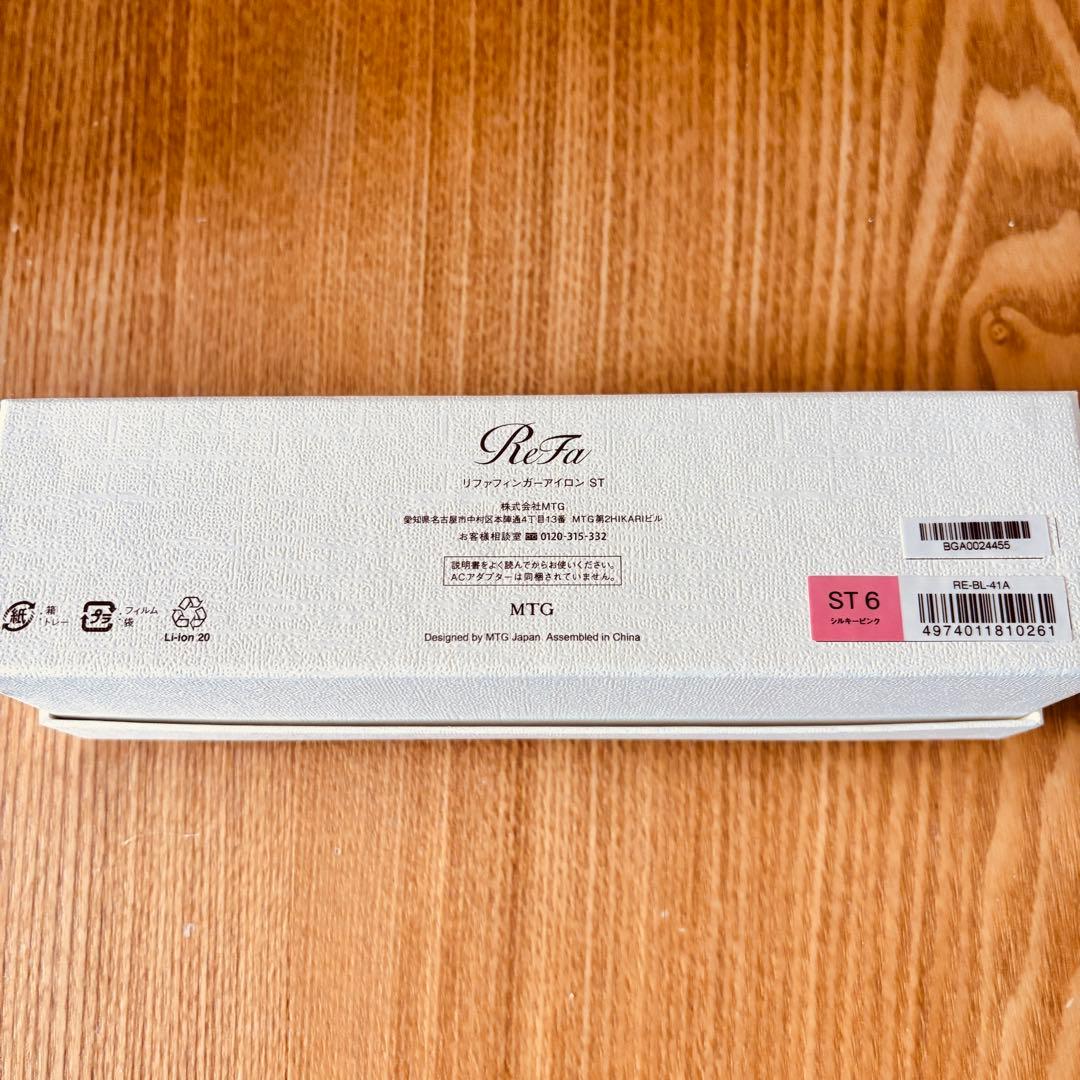 ReFa
リファフィンガーアイロン ST
株式会社MTG
愛知県名古屋市中村区本陣通4丁目13番 MTG第2HIKARIビル
お客様相談室 0120-315-332
説明書をよく読んでからお使いください。
ACアダプターは同梱されていません。
MTG
Designed by MTG Japan. Assembled in China
紙
:箱
:トレー
プラ
:フィルム
:袋
Li-ion 20
BGA0024455
ST 6
シルキーピンク
RE-BL-41A
4974011810261